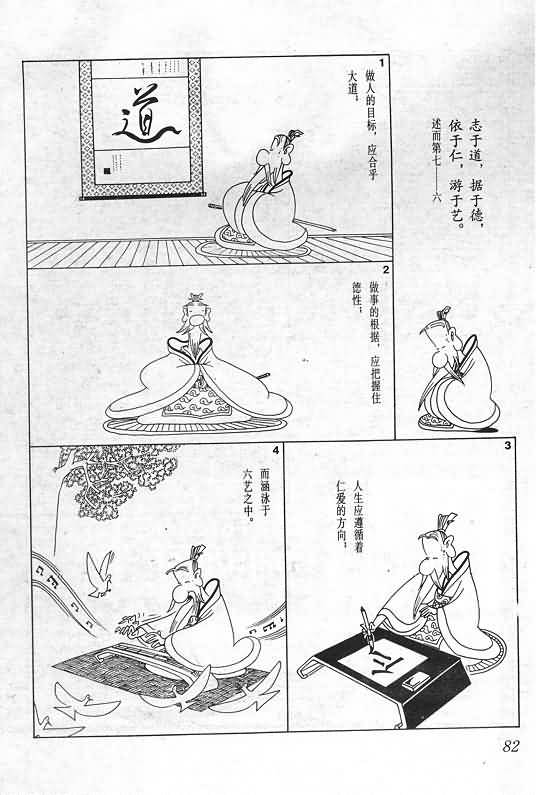 志于道，据于德，
依于仁，游于艺。
述而第七—六
1
做人的目标，应合乎
大道；
道
2
做事的根据，应把握住
德性；
3
人生应遵循着
仁爱的方向；
仁
4
而涵泳于
六艺之中。
82